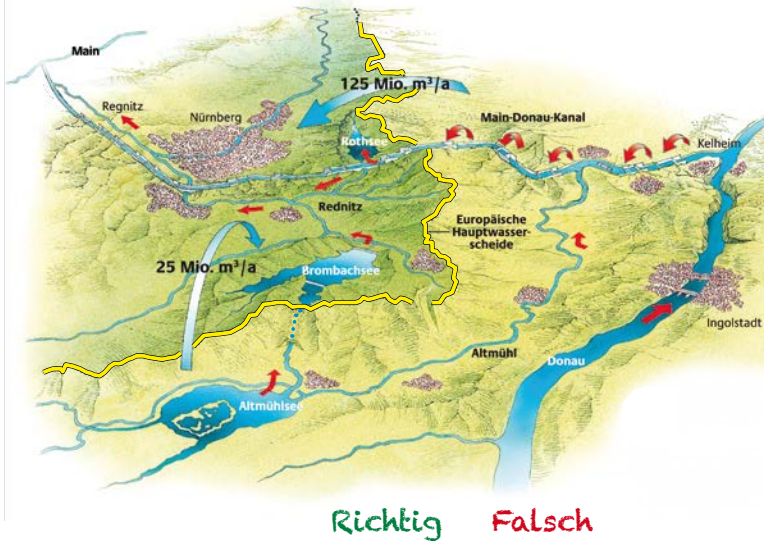 Main
125 Mio. m³/a
Regnitz
Nürnberg
Main-Donau-Kanal
Rothsee
Kelheim
Rednitz
Europäische
Hauptwasser-
scheide
25 Mio. m³/a
Brombachsee
Ingolstadt
Altmühl
Donau
Altmühlsee
Richtig Falsch